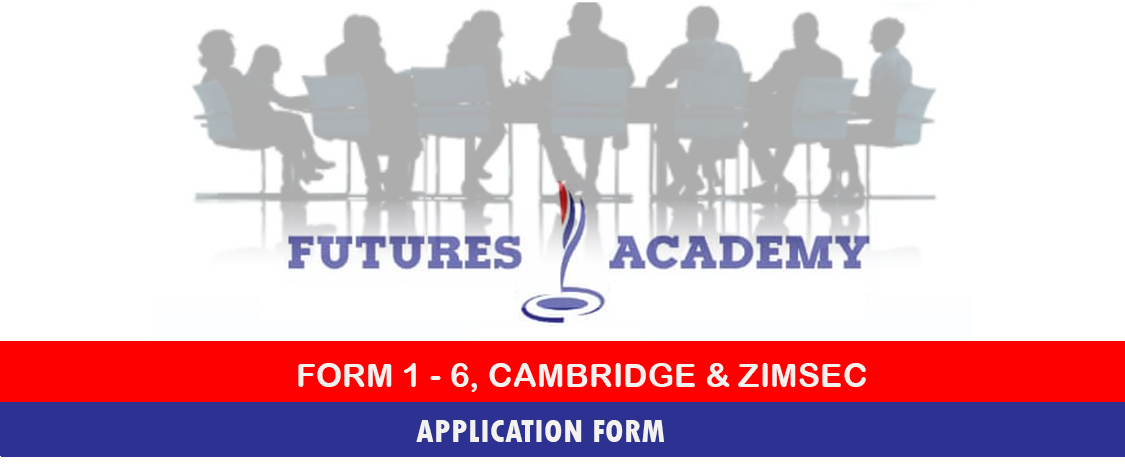 FUTURES ACADEMY
FORM 1 - 6, CAMBRIDGE & ZIMSEC
APPLICATION FORM